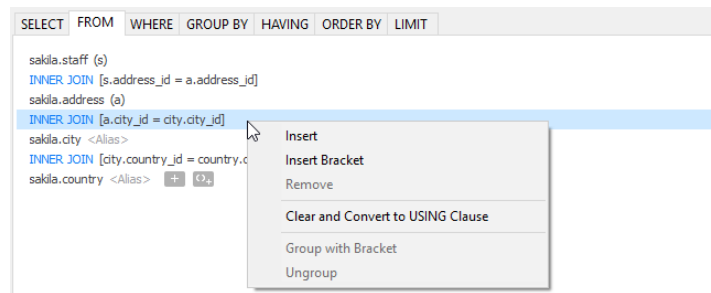 SELECT FROM WHERE GROUP BY HAVING ORDER BY LIMIT
sakila.staff (s)
INNER JOIN [s.address_id = a.address_id]
sakila.address (a)
INNER JOIN [a.city_id = city.city_id]
sakila.city <Alias>
INNER JOIN [city.country_id = country.c
sakila.country <Alias> + <>+
Insert
Insert Bracket
Remove
Clear and Convert to USING Clause
Group with Bracket
Ungroup